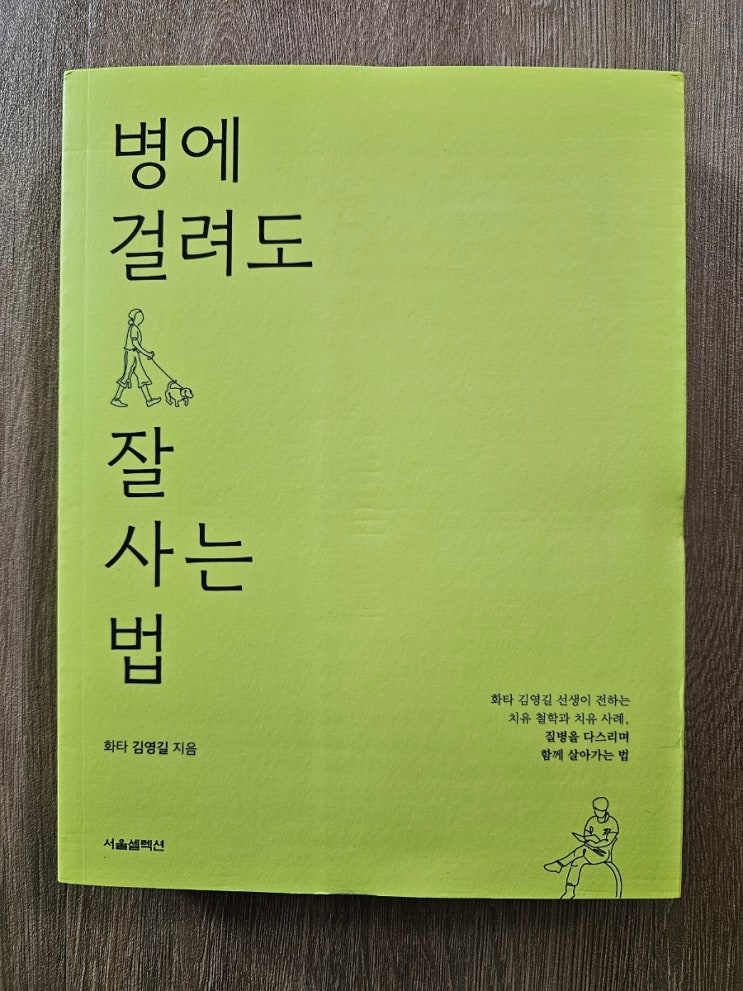 병에
걸려도
잘
사는
법
화타 김영길 선생이 전하는
치유 철학과 치유 사례.
질병을 다스리며
함께 살아가는 법
화타 김영길 지음
서울셀렉션